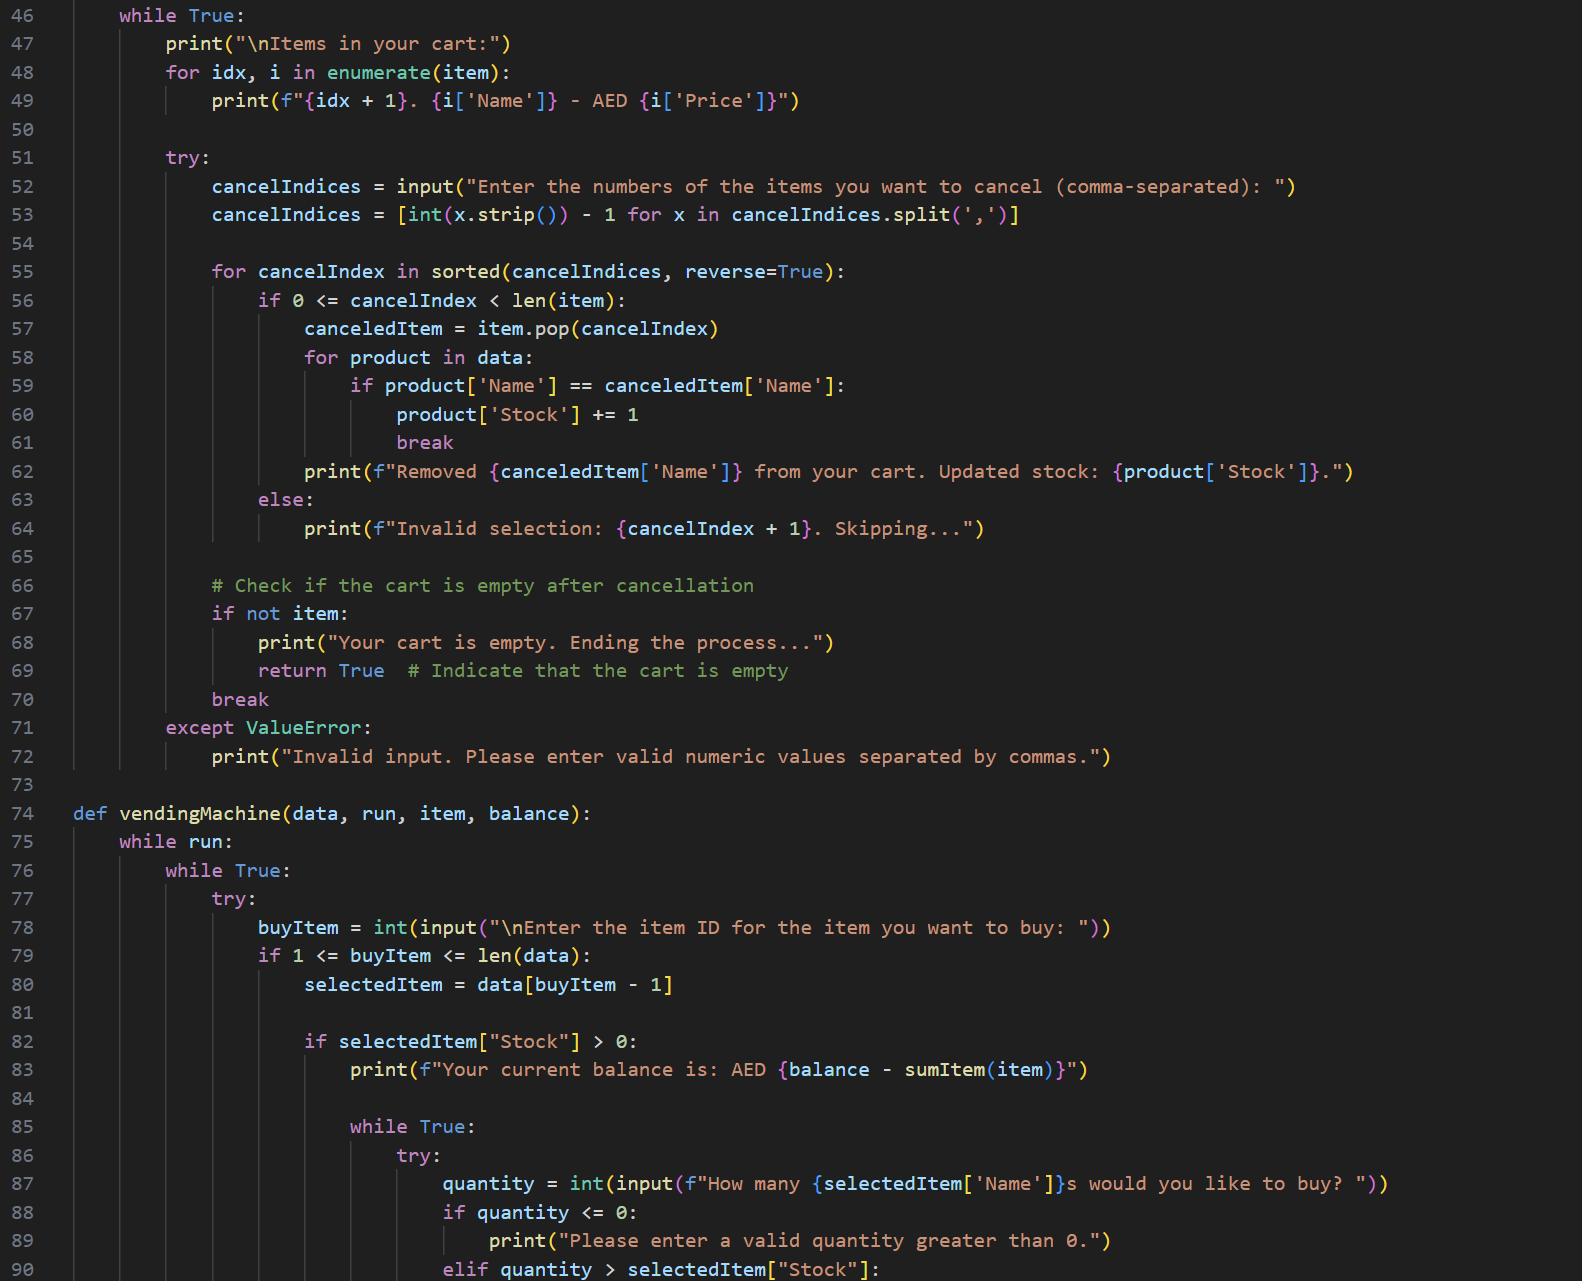 46     while True:
47         print("\nItems in your cart:")
48         for idx, i in enumerate(item):
49             print(f"{idx + 1}. {i['Name']} - AED {i['Price']}")
50
51         try:
52             cancelIndices = input("Enter the numbers of the items you want to cancel (comma-separated): ")
53             cancelIndices = [int(x.strip()) - 1 for x in cancelIndices.split(',')]
54
55             for cancelIndex in sorted(cancelIndices, reverse=True):
56                 if 0 <= cancelIndex < len(item):
57                     canceledItem = item.pop(cancelIndex)
58                     for product in data:
59                         if product['Name'] == canceledItem['Name']:
60                             product['Stock'] += 1
61                             break
62                     print(f"Removed {canceledItem['Name']} from your cart. Updated stock: {product['Stock']}.")
63                 else:
64                     print(f"Invalid selection: {cancelIndex + 1}. Skipping...")
65
66             # Check if the cart is empty after cancellation
67             if not item:
68                 print("Your cart is empty. Ending the process...")
69                 return True  # Indicate that the cart is empty
70             break
71         except ValueError:
72             print("Invalid input. Please enter valid numeric values separated by commas.")
73
74 def vendingMachine(data, run, item, balance):
75     while run:
76         while True:
77             try:
78                 buyItem = int(input("\nEnter the item ID for the item you want to buy: "))
79                 if 1 <= buyItem <= len(data):
80                     selectedItem = data[buyItem - 1]
81
82                     if selectedItem["Stock"] > 0:
83                         print(f"Your current balance is: AED {balance - sumItem(item)}")
84
85                         while True:
86                             try:
87                                 quantity = int(input(f"How many {selectedItem['Name']}s would you like to buy? "))
88                                 if quantity <= 0:
89                                     print("Please enter a valid quantity greater than 0.")
90                                 elif quantity > selectedItem["Stock"]: